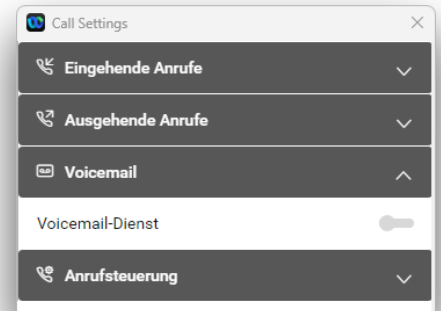 Call Settings
Eingehende Anrufe
Ausgehende Anrufe
Voicemail
Voicemail-Dienst
Anrufsteuerung